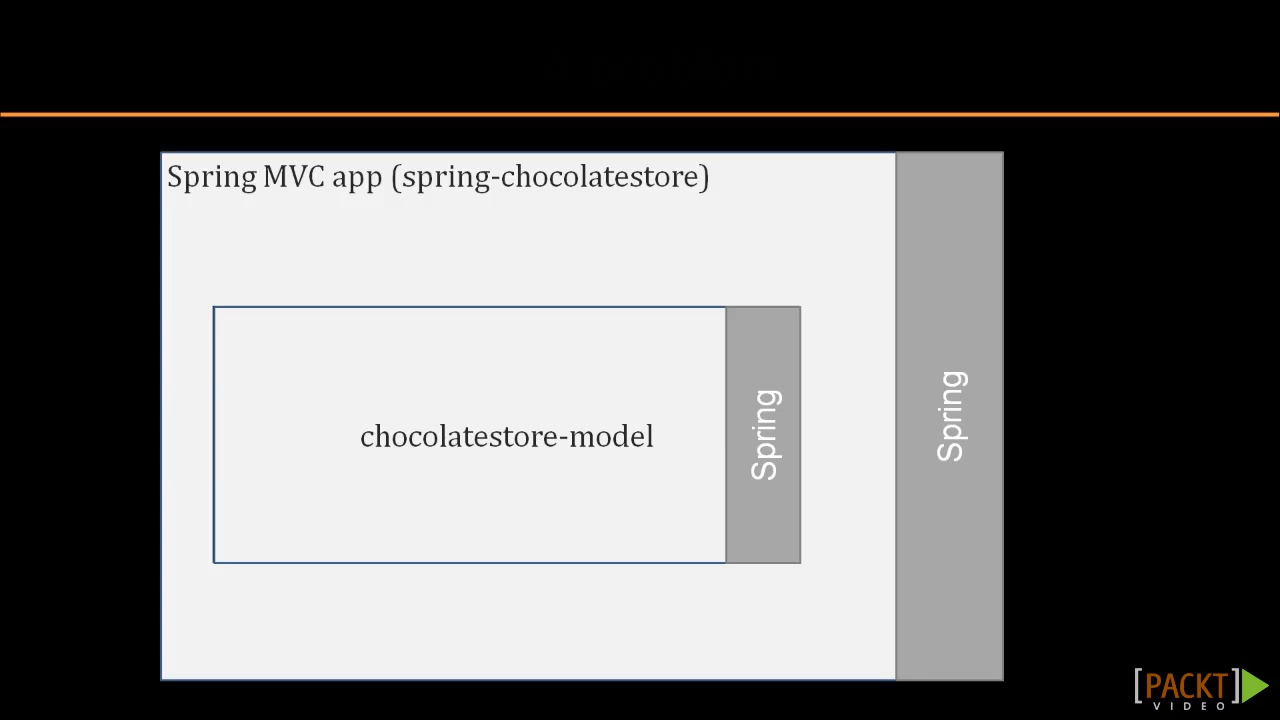 Spring MVC app (spring-chocolatestore)
chocolatestore-model
Spring
Spring
[PACKT]
VIDEO